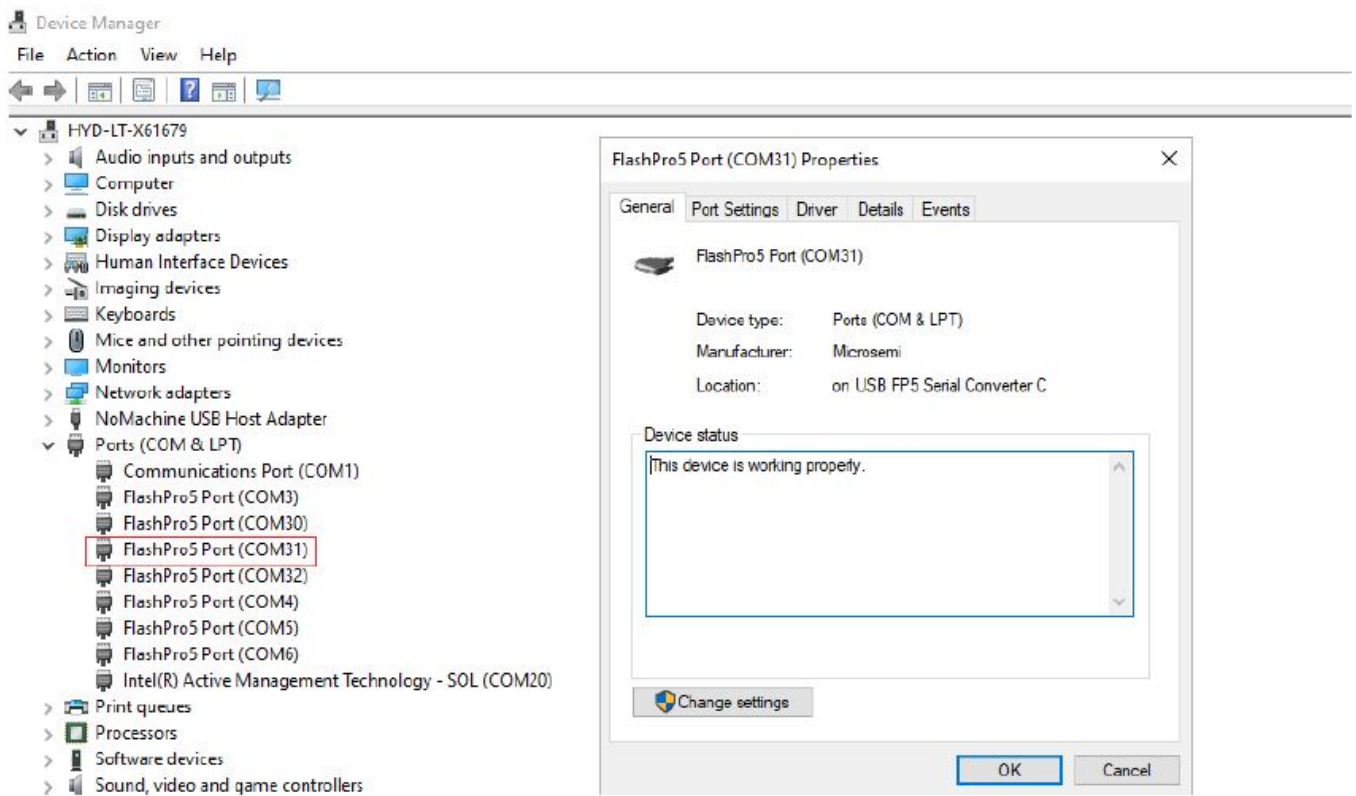 Device Manager
File Action View Help
HYD-LT-X61679
Audio inputs and outputs
Computer
Disk drives
Display adapters
Human Interface Devices
Imaging devices
Keyboards
Mice and other pointing devices
Monitors
Network adapters
NoMachine USB Host Adapter
Ports (COM & LPT)
Communications Port (COM1)
FlashPro5 Port (COM3)
FlashPro5 Port (COM30)
FlashPro5 Port (COM31)
FlashPro5 Port (COM32)
FlashPro5 Port (COM4)
FlashPro5 Port (COM5)
FlashPro5 Port (COM6)
Intel(R) Active Management Technology - SOL (COM20)
Print queues
Processors
Software devices
Sound, video and game controllers
FlashPro5 Port (COM31) Properties
General Port Settings Driver Details Events
FlashPro5 Port (COM31)
Device type: Ports (COM & LPT)
Manufacturer: Microsemi
Location: on USB FP5 Serial Converter C
Device status
This device is working properly.
Change settings
OK Cancel